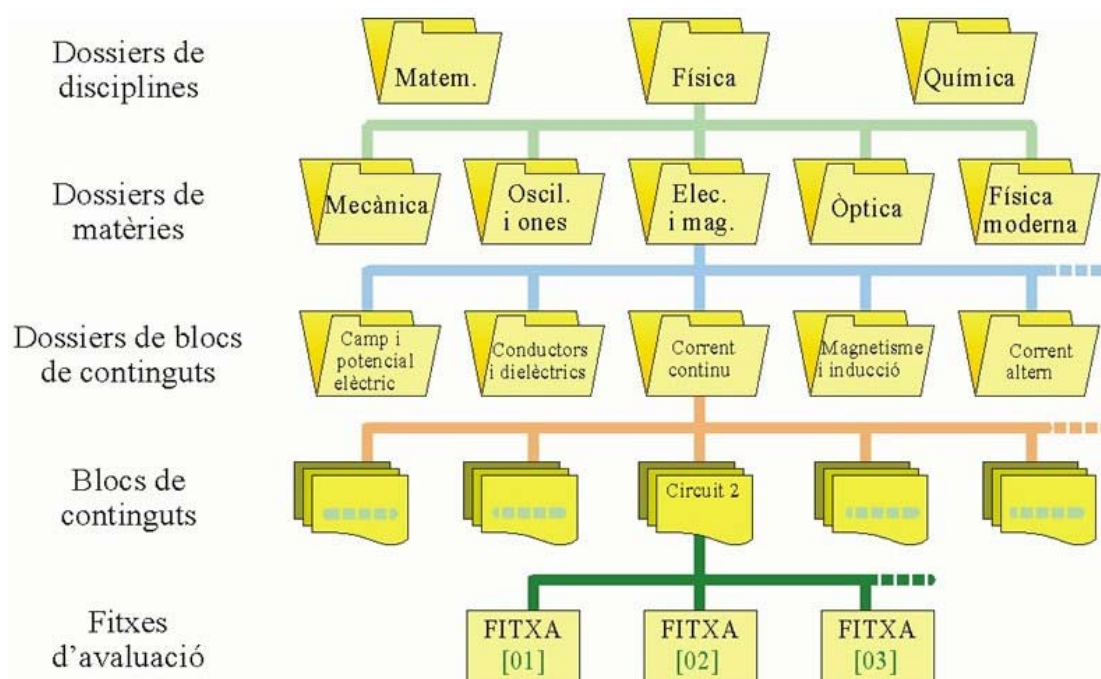 Dossiers de
disciplines
Matem.
Física
Química
Dossiers de
matèries
Mecànica
Oscil.
i ones
Elec.
i mag.
Òptica
Física
moderna
Dossiers de blocs
de continguts
Camp i
potencial
elèctric
Conductors
i dielèctrics
Corrent
continu
Magnetisme
i inducció
Corrent
altern
Blocs de
continguts
Circuit 2
Fitxes
d’avaluació
FITXA
[01]
FITXA
[02]
FITXA
[03]